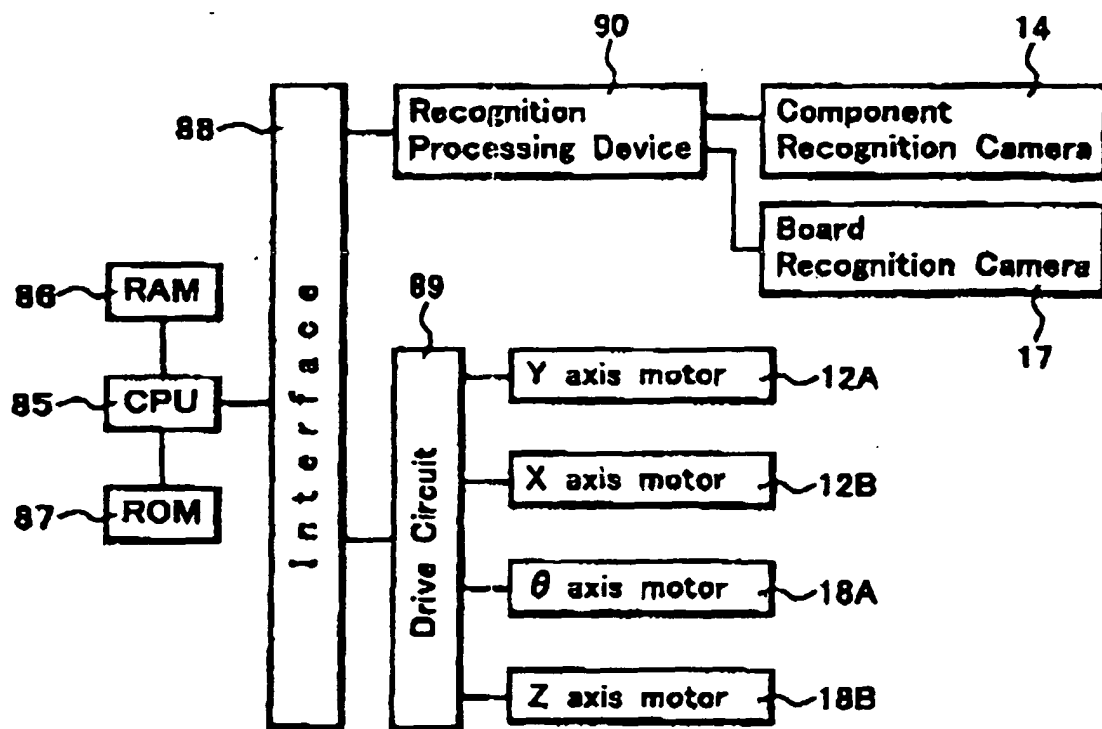 90
14
88
Recognition
Processing Device
Component
Recognition Camera
Board
Recognition Camera
17
86
RAM
85
CPU
87
ROM
Interface
89
Drive Circuit
Y axis motor
12A
X axis motor
12B
θ axis motor
18A
Z axis motor
18B